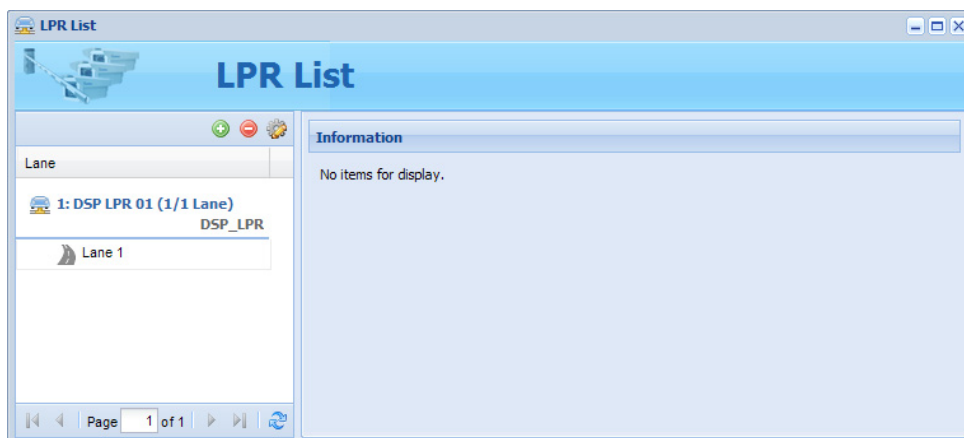 LPR List
LPR List
Lane
1: DSP LPR 01 (1/1 Lane)
DSP_LPR
Lane 1
Page 1 of 1
Information
No items for display.